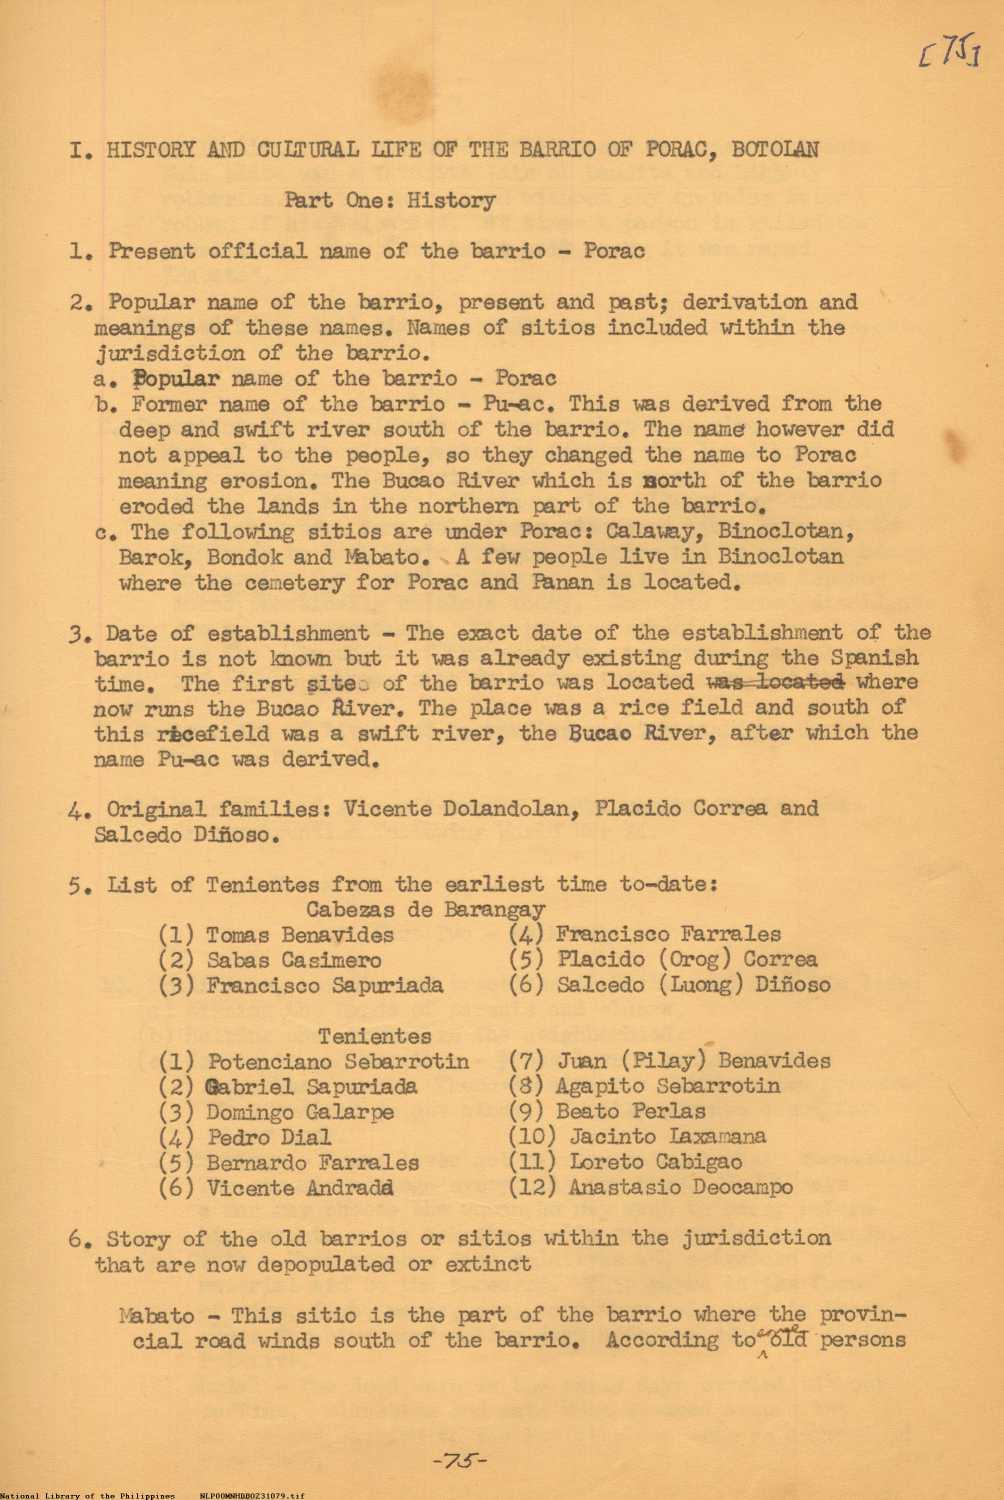 [75]
I. HISTORY AND CULTURAL LIFE OF THE BARRIO OF PORAC, BOTOLAN
Part One: History
1. Present official name of the barrio - Porac
2. Popular name of the barrio, present and past; derivation and
meanings of these names. Names of sitios included within the
jurisdiction of the barrio.
a. Popular name of the barrio - Porac
b. Former name of the barrio - Pu-ac. This was derived from the
deep and swift river south of the barrio. The name however did
not appeal to the people, so they changed the name to Porac
meaning erosion. The Bucao River which is north of the barrio
eroded the lands in the northern part of the barrio.
c. The following sitios are under Porac: Calaway, Binoclotan,
Barok, Bondok and Mabato. A few people live in Binoclotan
where the cemetery for Porac and Panan is located.
3. Date of establishment - The exact date of the establishment of the
barrio is not known but it was already existing during the Spanish
time. The first site of the barrio was located was located where
now runs the Bucao River. The place was a rice field and south of
this ricefield was a swift river, the Bucao River, after which the
name Pu-ac was derived.
4. Original families: Vicente Dolandolan, Placido Correa and
Salcedo Diñoso.
5. List of Tenientes from the earliest time to-date:
Cabezas de Barangay
(1) Tomas Benavides (4) Francisco Farrales
(2) Sabas Casimero (5) Placido (Orog) Correa
(3) Francisco Sapuriada (6) Salcedo (Luong) Diñoso
Tenientes
(1) Potenciano Sebarrotin (7) Juan (Pilay) Benavides
(2) Gabriel Sapuriada (8) Agapito Sebarrotin
(3) Domingo Galarpe (9) Beato Perlas
(4) Pedro Dial (10) Jacinto Laxamana
(5) Bernardo Farrales (11) Loreto Cabigao
(6) Vicente Andrada (12) Anastasio Deocampo
6. Story of the old barrios or sitios within the jurisdiction
that are now depopulated or extinct
Mabato - This sitio is the part of the barrio where the provin-
cial road winds south of the barrio. According to old persons
-75-
National Library of the Philippines NLPOOMNHDB0Z31079.tif